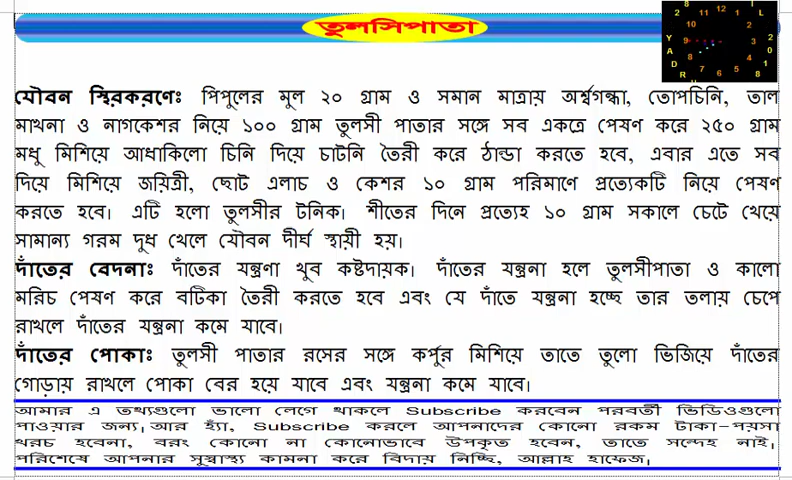 তুলসিপাতা
যৌবন স্থিরকরণেঃ পিপুলের মুল ২০ গ্রাম ও সমান মাত্রায় অর্শ্বগন্ধা, তোপচিনি, তাল
মাখনা ও নাগকেশর নিয়ে ১০০ গ্রাম তুলসী পাতার সঙ্গে সব একত্রে পেষণ করে ২৫০ গ্রাম
মধু মিশিয়ে আধাকিলো চিনি দিয়ে চাটনি তৈরী করে ঠান্ডা করতে হবে, এবার এতে সব
দিয়ে মিশিয়ে জয়িত্রী, ছোট এলাচ ও কেশর ১০ গ্রাম পরিমাণে প্রত্যেকটি নিয়ে পেষণ
করতে হবে। এটি হলো তুলসীর টনিক। শীতের দিনে প্রত্যেহ ১০ গ্রাম সকালে চেটে খেয়ে
সামান্য গরম দুধ খেলে যৌবন দীর্ঘ স্থায়ী হয়।
দাঁতের বেদনাঃ দাঁতের যন্ত্রণা খুব কষ্টদায়ক। দাঁতের যন্ত্রনা হলে তুলসীপাতা ও কালো
মরিচ পেষণ করে বটিকা তৈরী করতে হবে এবং যে দাঁতে যন্ত্রনা হচ্ছে তার তলায় চেপে
রাখলে দাঁতের যন্ত্রনা কমে যাবে।
দাঁতের পোকাঃ তুলসী পাতার রসের সঙ্গে কর্পুর মিশিয়ে তাতে তুলো ভিজিয়ে দাঁতের
গোড়ায় রাখলে পোকা বের হয়ে যাবে এবং যন্ত্রনা কমে যাবে।
আমার এ তথ্যগুলো ভালো লেগে থাকলে Subscribe করবেন পরবর্তী ভিডিওগুলো
পাওয়ার জন্য। আর হ্যাঁ, Subscribe করলে আপনাদের কোনো রকম টাকা-পয়সা
খরচ হবেনা, বরং কোনো না কোনোভাবে উপকৃত হবেন, তাতে সন্দেহ নাই।
পরিশেষে আপনার সুস্বাস্থ্য কামনা করে বিদায় নিচ্ছি, আল্লাহ হাফেজ।